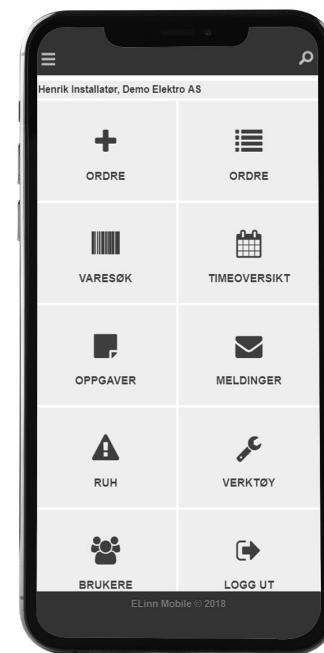 Henrik Installatør, Demo Elektro AS
ORDRE
ORDRE
VARESØK
TIMEOVERSIKT
OPPGAVER
MELDINGER
RUH
VERKTØY
BRUKERE
LOGG UT
ELinn Mobile © 2018